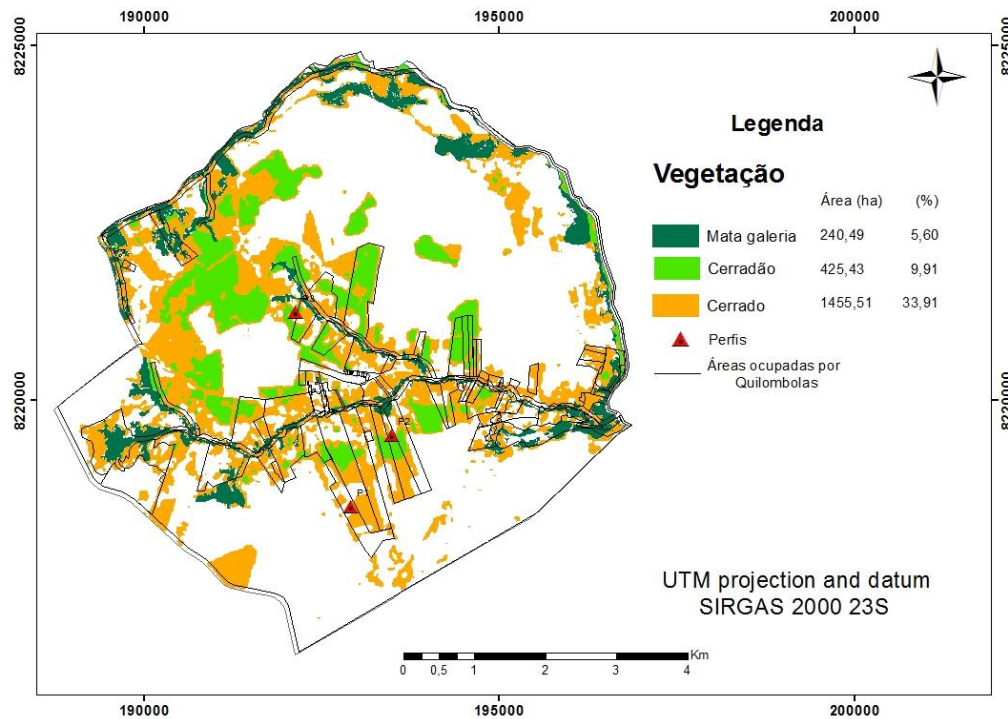 190000 195000 200000
8225000 8225000
Legenda
Vegetação
Área (ha) (%)
Mata galeria 240,49 5,60
Cerradão 425,43 9,91
Cerrado 1455,51 33,91
Perfis
Áreas ocupadas por
Quilombolas
8220000 8220000
P2
P1
UTM projection and datum
SIRGAS 2000 23S
Km
0 0,5 1 2 3 4
190000 195000 200000